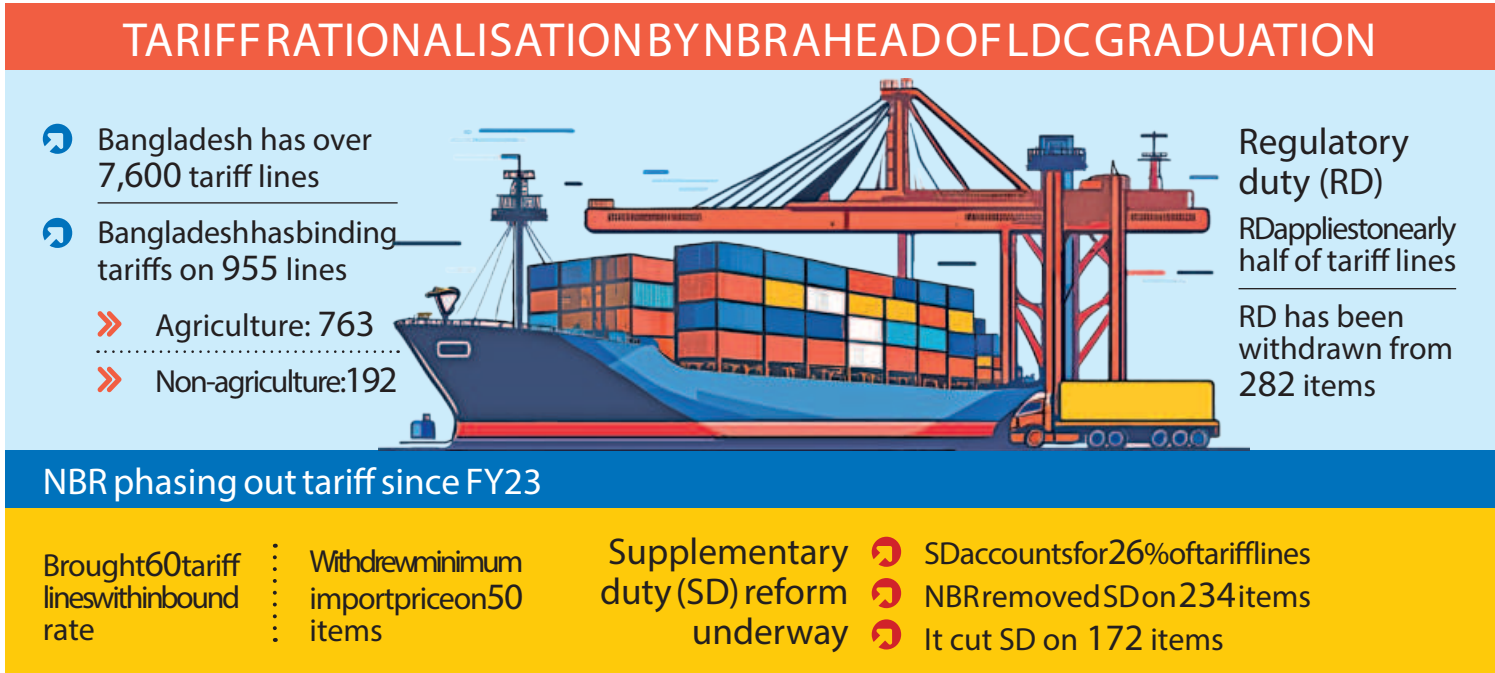 TARIFF RATIONALISATION BY NBR AHEAD OF LDC GRADUATION
Bangladesh has over
7,600 tariff lines
Bangladesh has binding
tariffs on 955 lines
Agriculture: 763
Non-agriculture: 192
Regulatory
duty (RD)
RD applies to nearly
half of tariff lines
RD has been
withdrawn from
282 items
NBR phasing out tariff since FY23
Brought 60 tariff
lines within bound
rate
Withdrew minimum
import price on 50
items
Supplementary
duty (SD) reform
underway
SD accounts for 26% of tariff lines
NBR removed SD on 234 items
It cut SD on 172 items